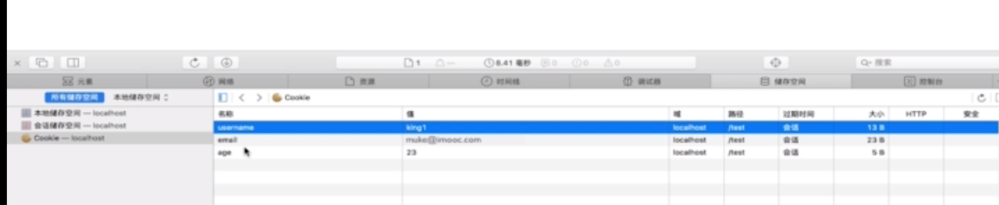 1 — 8.41 毫秒 0 0 0 搜索
元素 网络 资源 时间线 调试器 储存空间 控制台
所有储存空间 本地储存空间 Cookie
本地储存空间 — localhost
会话储存空间 — localhost
Cookie — localhost
名称 值 域 路径 过期时间 大小 HTTP 安全
username king1 localhost /test 会话 13 B
email muke@imooc.com localhost /test 会话 23 B
age 23 localhost /test 会话 5 B